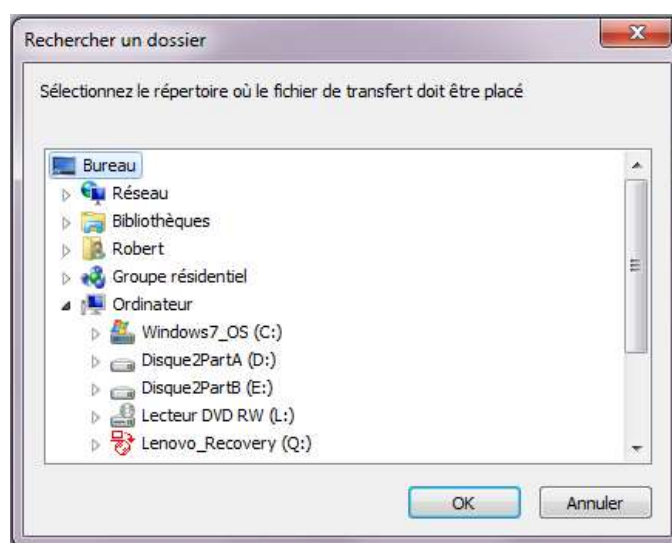 Rechercher un dossier
Sélectionnez le répertoire où le fichier de transfert doit être placé
Bureau
Réseau
Bibliothèques
Robert
Groupe résidentiel
Ordinateur
Windows7_OS (C:)
Disque2PartA (D:)
Disque2PartB (E:)
Lecteur DVD RW (L:)
Lenovo_Recovery (Q:)
OK Annuler